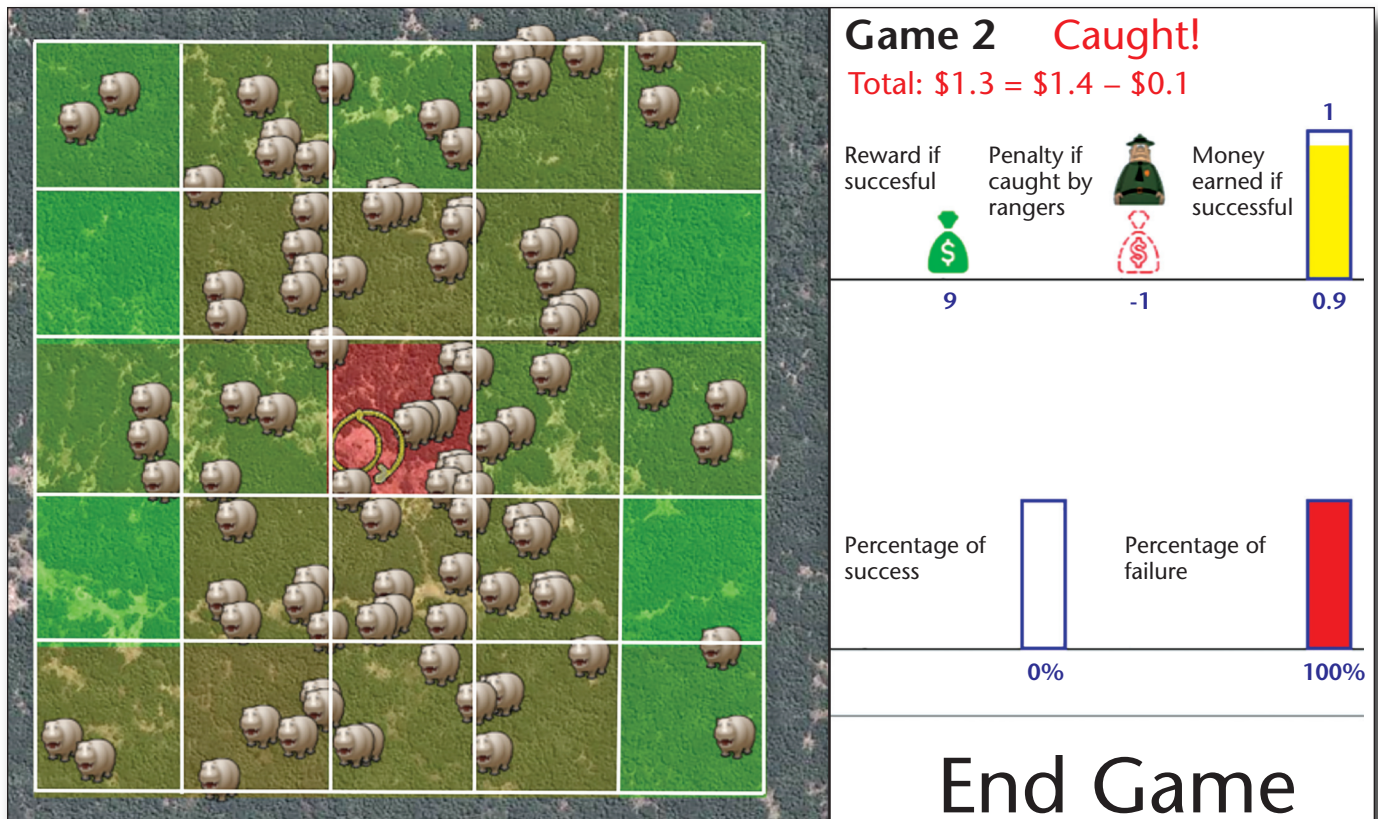 Game 2 Caught!
Total: $1.3 = $1.4 – $0.1
1
Reward if
succesful
Penalty if
caught by
rangers
Money
earned if
successful
$
$
9
-1
0.9
Percentage of
success
Percentage of
failure
0%
100%
End Game